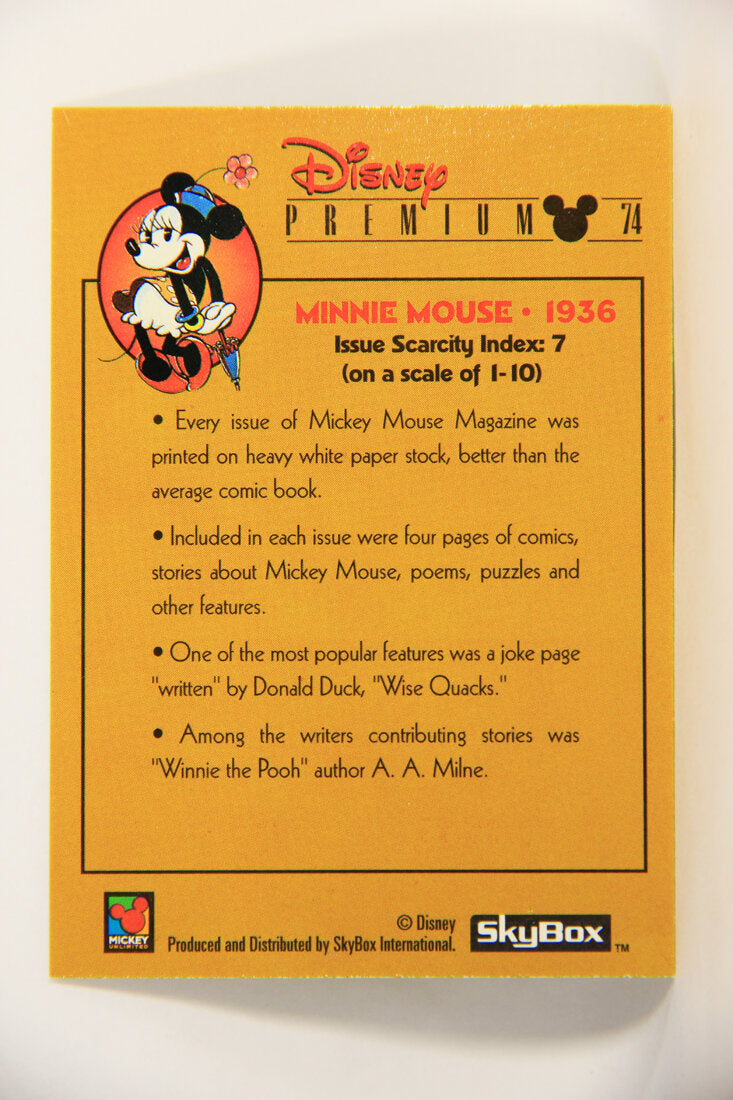 Disney
PREMIUM 74
MINNIE MOUSE • 1936
Issue Scarcity Index: 7
(on a scale of 1-10)
• Every issue of Mickey Mouse Magazine was
printed on heavy white paper stock, better than the
average comic book.
• Included in each issue were four pages of comics,
stories about Mickey Mouse, poems, puzzles and
other features.
• One of the most popular features was a joke page
"written" by Donald Duck, "Wise Quacks."
• Among the writers contributing stories was
"Winnie the Pooh" author A. A. Milne.
MICKEY
UNLIMITED
© Disney
Produced and Distributed by SkyBox International.
SkyBox™